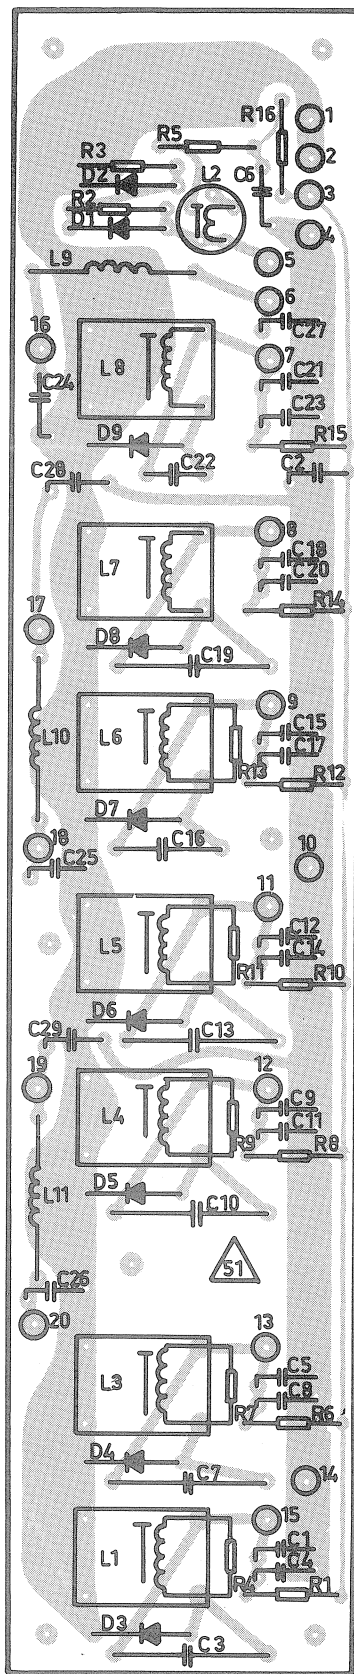 R16 1
R5
R3 2
D2 L2 C6
R2 3
D1 4
L9 5
6
16 C27
7
L8 C21
C24
C23
D9 R15
C28 C22 C2
8
L7 C18
C20
17 R14
D8
C19
9
L10 L6 C15
C17
R13 R12
D7
18 C16 10
C25
11
L5 C12
C14
R11 R10
D6
C29 C13
19 12
L4 C9
C11
R9 R8
L11 D5
C10
51
C26
20 13
L3 C5
C8
R7 R6
D4
C7 14
15
L1 C1
C4
R4 R1
D3
C3